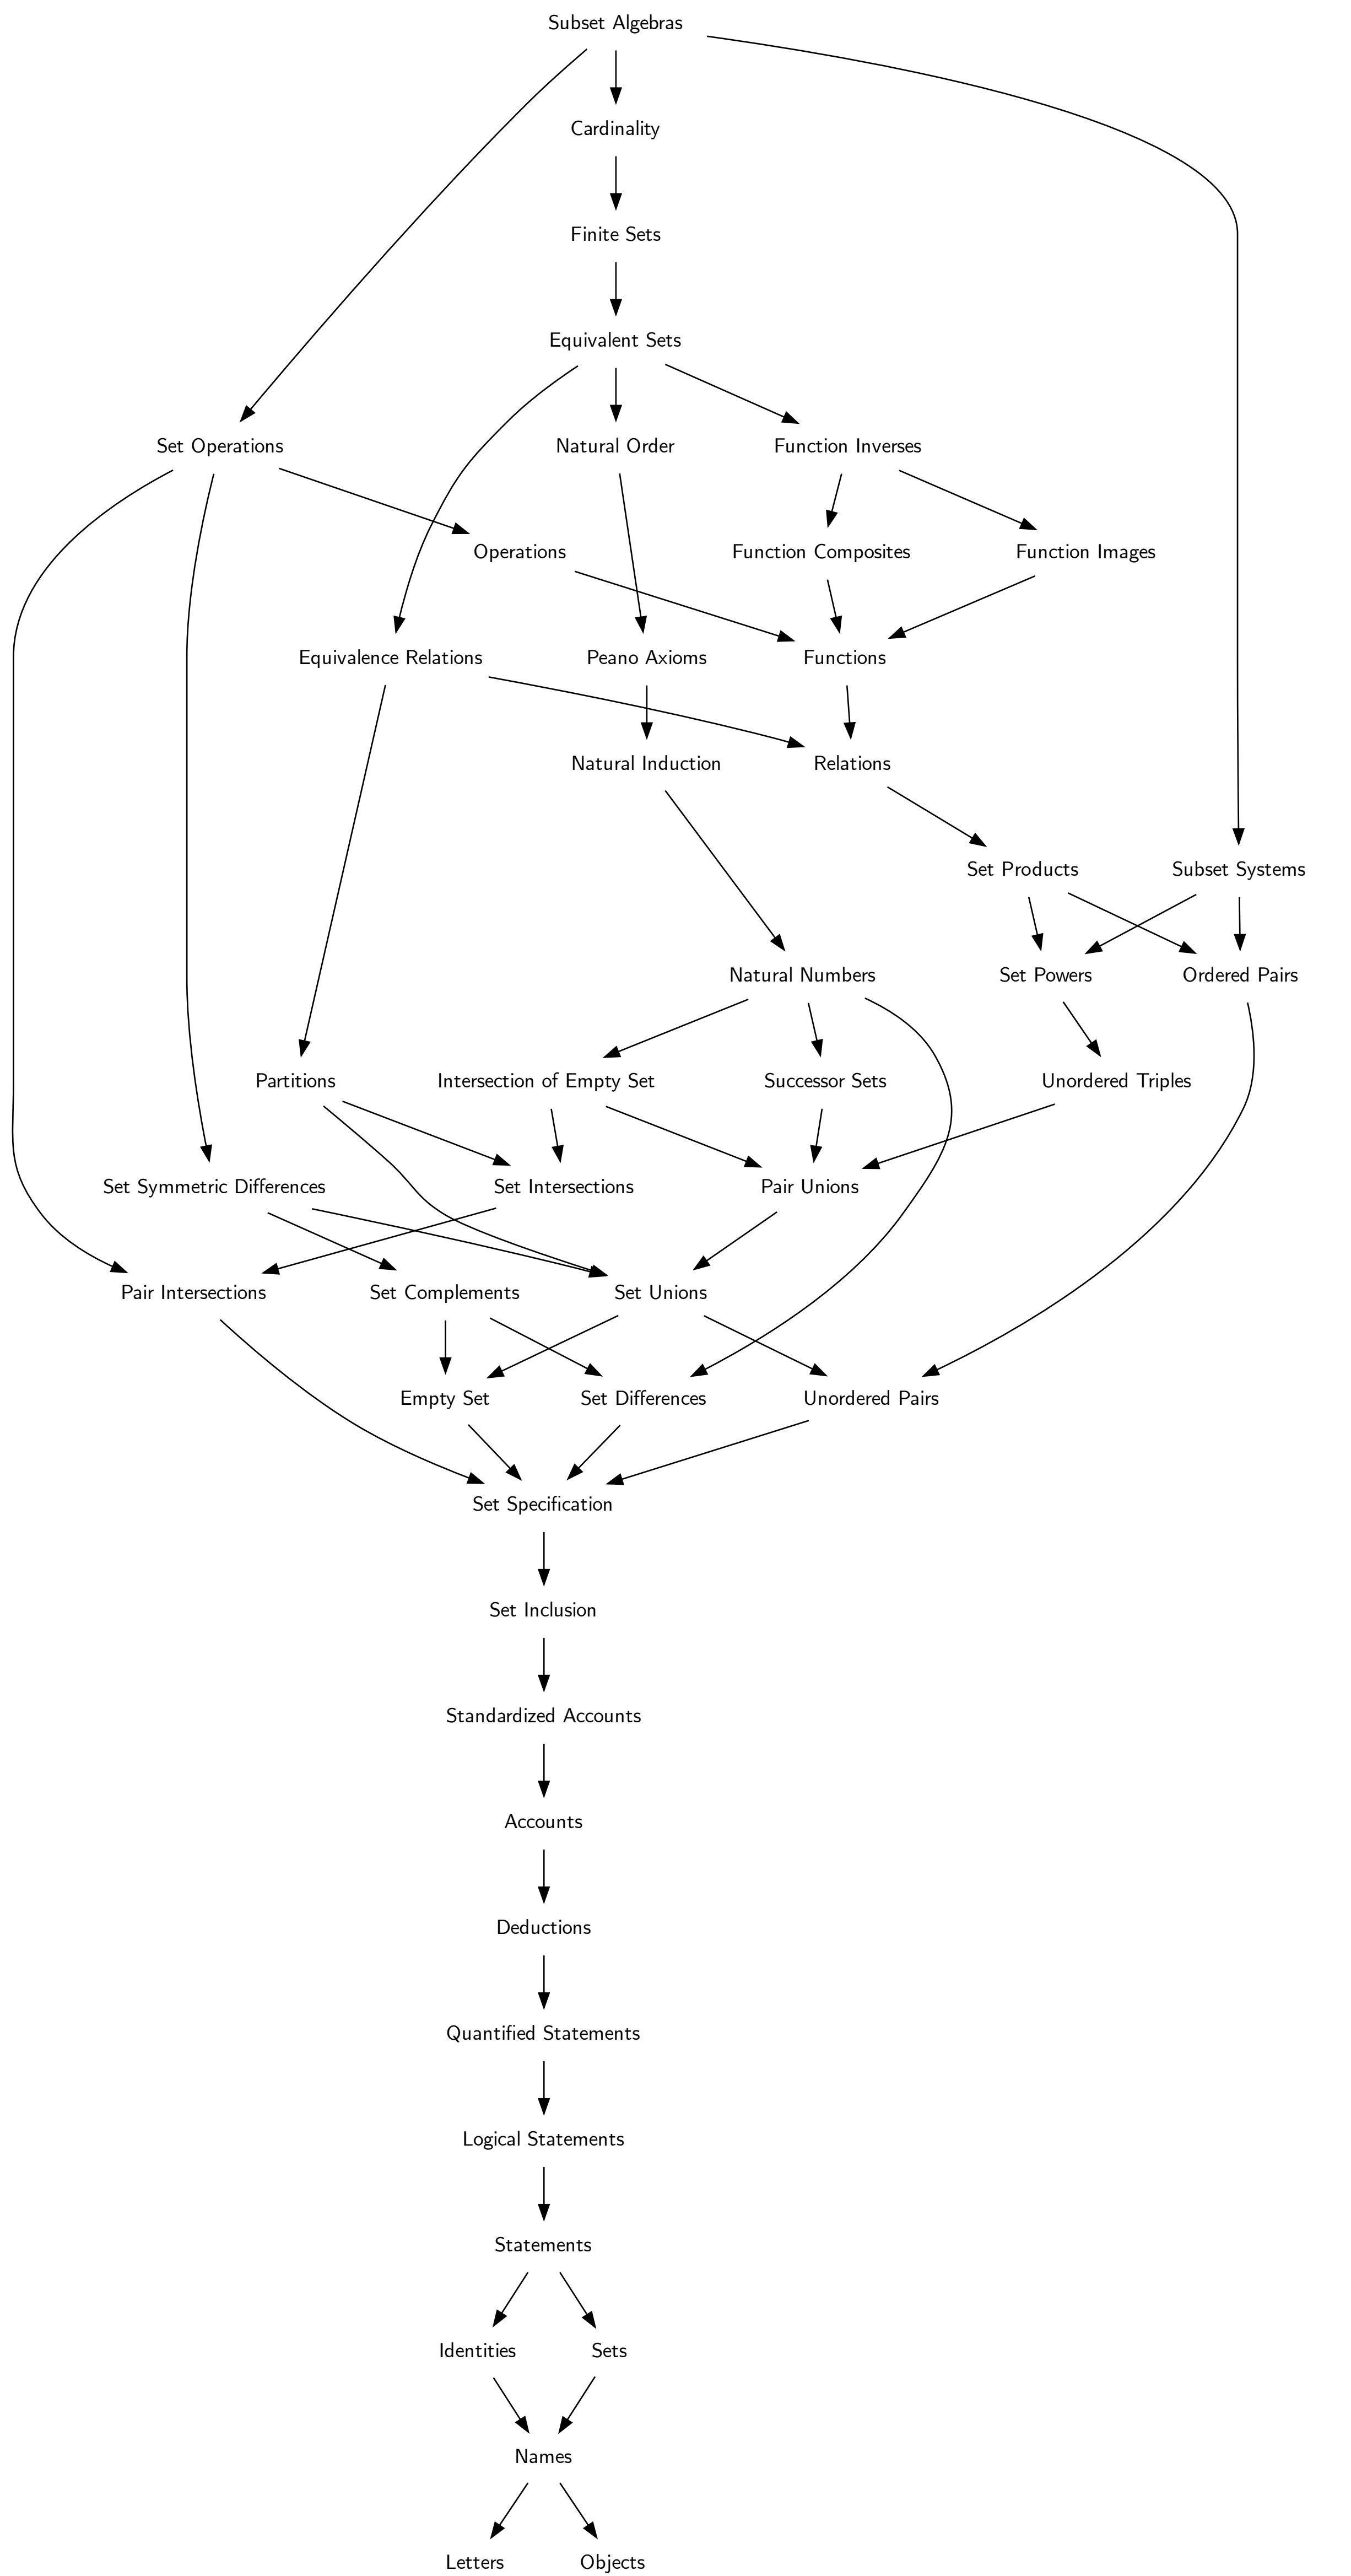 Subset Algebras
Cardinality
Finite Sets
Equivalent Sets
Set Operations
Natural Order
Function Inverses
Operations
Function Composites
Function Images
Equivalence Relations
Peano Axioms
Functions
Natural Induction
Relations
Set Products
Subset Systems
Natural Numbers
Set Powers
Ordered Pairs
Partitions
Intersection of Empty Set
Successor Sets
Unordered Triples
Set Symmetric Differences
Set Intersections
Pair Unions
Pair Intersections
Set Complements
Set Unions
Empty Set
Set Differences
Unordered Pairs
Set Specification
Set Inclusion
Standardized Accounts
Accounts
Deductions
Quantified Statements
Logical Statements
Statements
Identities
Sets
Names
Letters
Objects